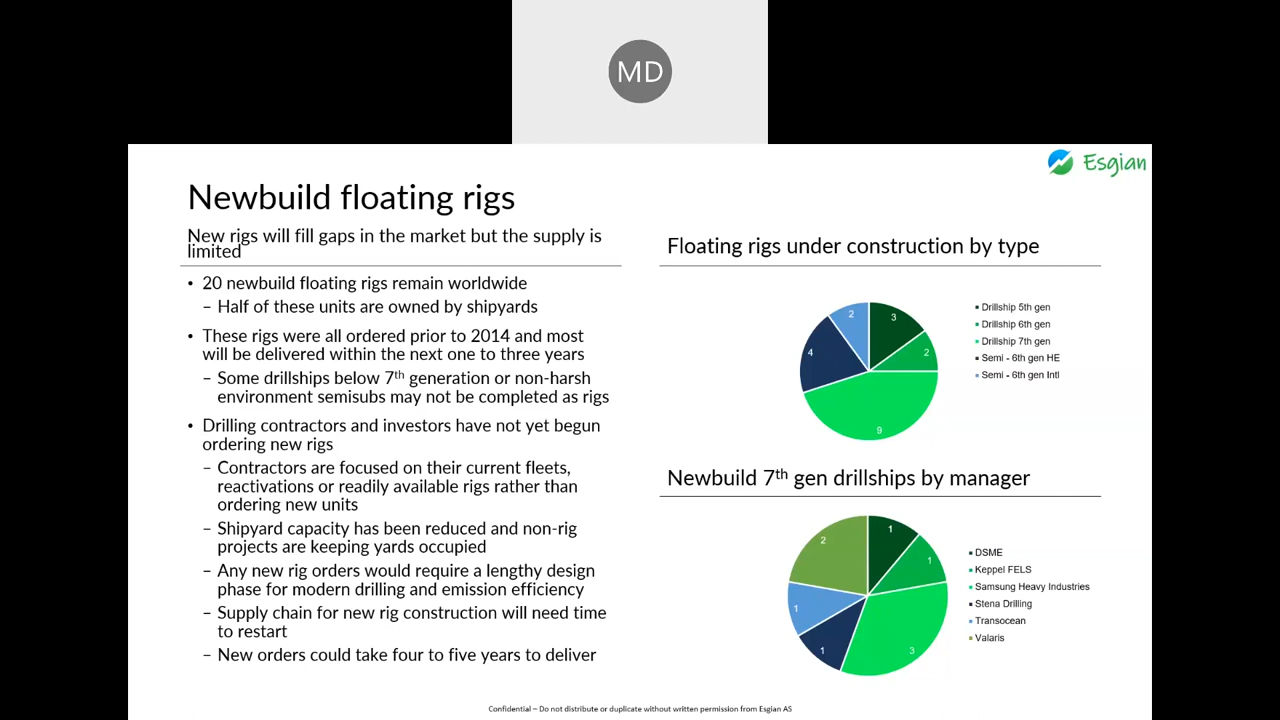 MD
Esgian
Newbuild floating rigs
New rigs will fill gaps in the market but the supply is
limited
• 20 newbuild floating rigs remain worldwide
– Half of these units are owned by shipyards
• These rigs were all ordered prior to 2014 and most
will be delivered within the next one to three years
– Some drillships below 7th generation or non-harsh
environment semisubs may not be completed as rigs
• Drilling contractors and investors have not yet begun
ordering new rigs
– Contractors are focused on their current fleets,
reactivations or readily available rigs rather than
ordering new units
– Shipyard capacity has been reduced and non-rig
projects are keeping yards occupied
– Any new rig orders would require a lengthy design
phase for modern drilling and emission efficiency
– Supply chain for new rig construction will need time
to restart
– New orders could take four to five years to deliver
Floating rigs under construction by type
2
3
4
2
9
Drillship 5th gen
Drillship 6th gen
Drillship 7th gen
Semi - 6th gen HE
Semi - 6th gen Intl
Newbuild 7th gen drillships by manager
2
1
1
1
1
3
DSME
Keppel FELS
Samsung Heavy Industries
Stena Drilling
Transocean
Valaris
Confidential – Do not distribute or duplicate without written permission from Esgian AS